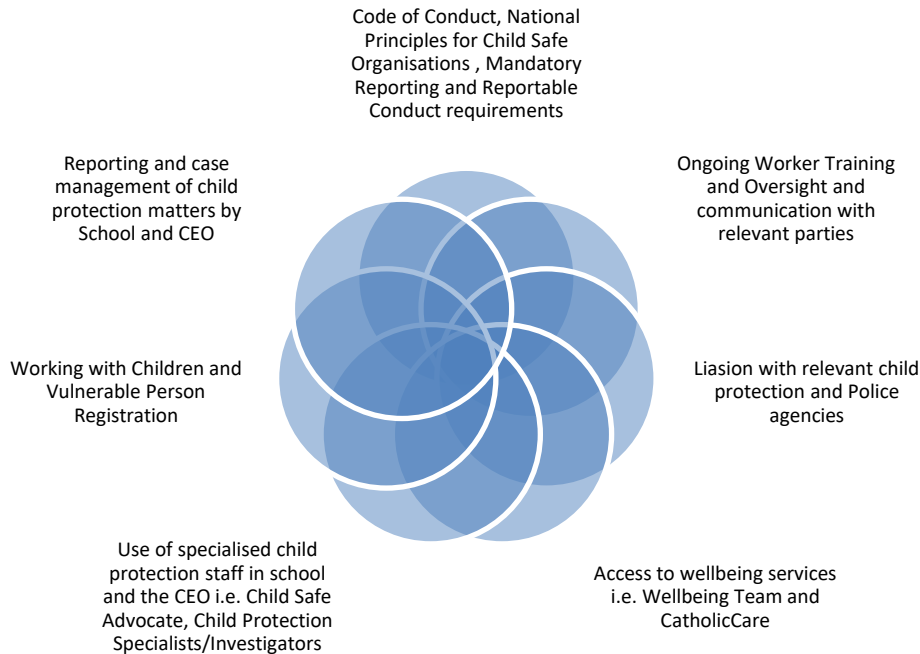 Code of Conduct, National
Principles for Child Safe
Organisations , Mandatory
Reporting and Reportable
Conduct requirements
Ongoing Worker Training
and Oversight and
communication with
relevant parties
Liasion with relevant child
protection and Police
agencies
Access to wellbeing services
i.e. Wellbeing Team and
CatholicCare
Use of specialised child
protection staff in school
and the CEO i.e. Child Safe
Advocate, Child Protection
Specialists/Investigators
Working with Children and
Vulnerable Person
Registration
Reporting and case
management of child
protection matters by
School and CEO